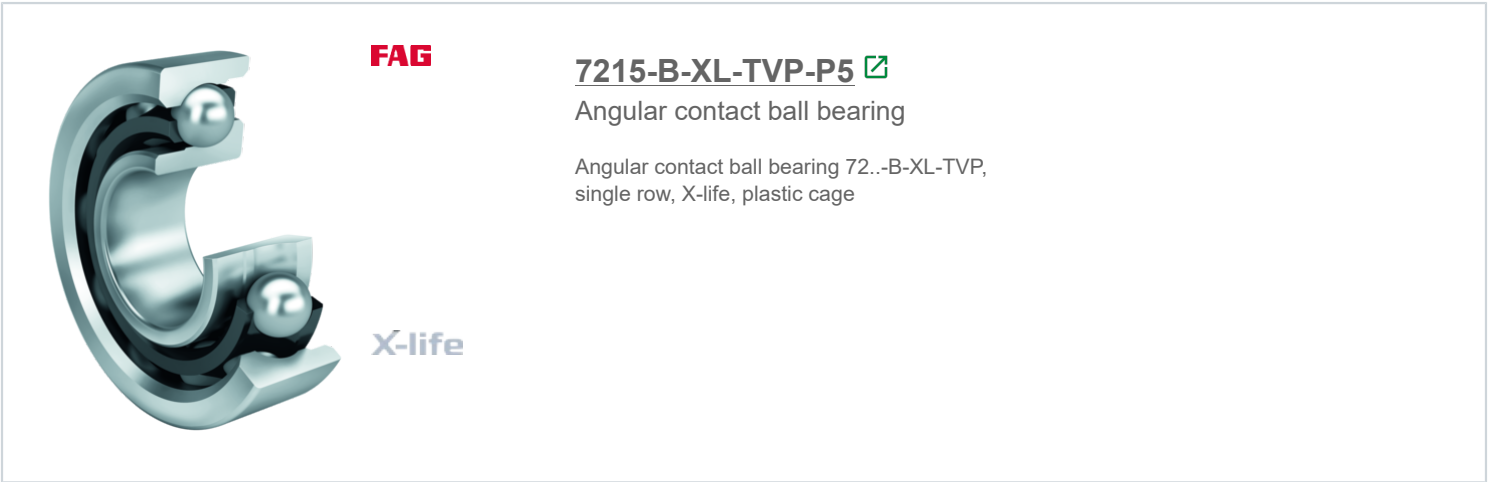 FAG
7215-B-XL-TVP-P5
Angular contact ball bearing
Angular contact ball bearing 72..-B-XL-TVP,
single row, X-life, plastic cage
X-life